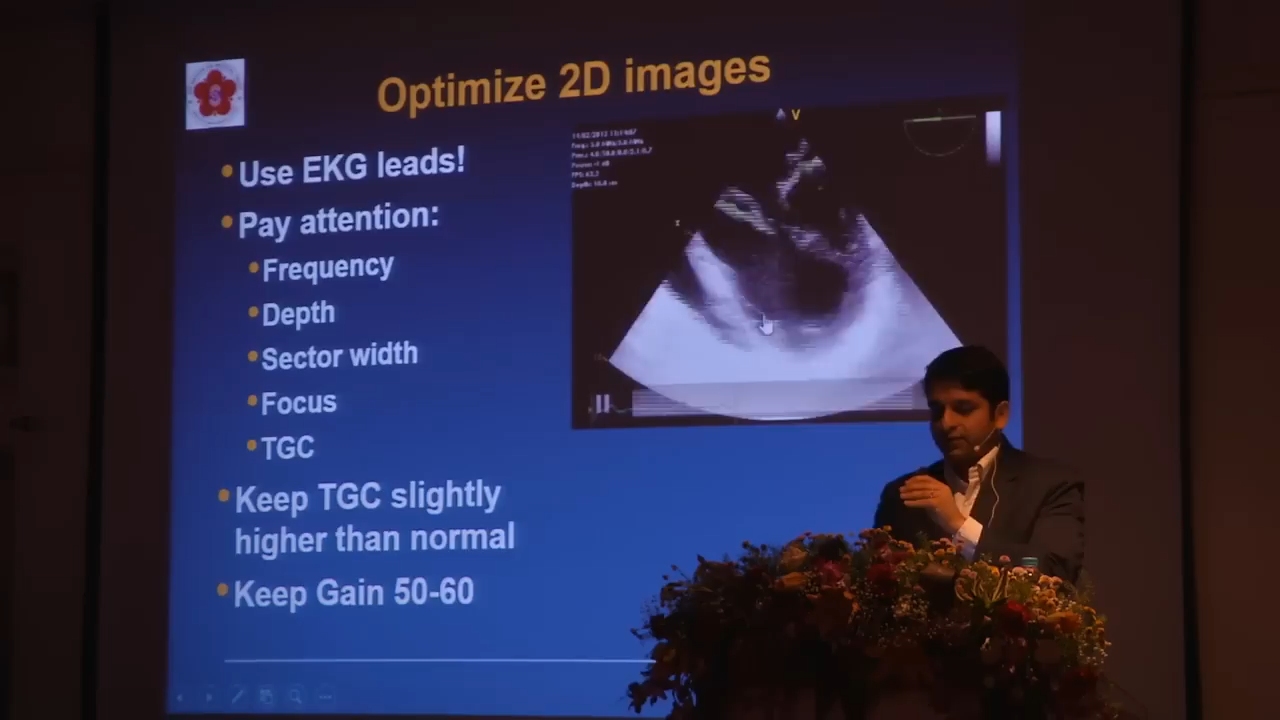 Optimize 2D images
• Use EKG leads!
• Pay attention:
• Frequency
• Depth
• Sector width
• Focus
• TGC
• Keep TGC slightly
higher than normal
• Keep Gain 50-60
V
S